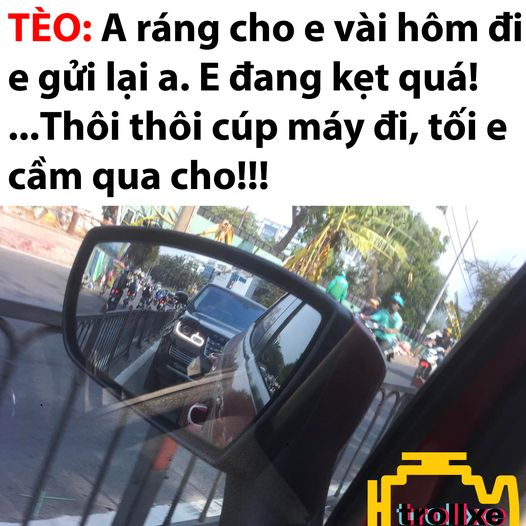 TÈO: A ráng cho e vài hôm đi
e gửi lại a. E đang kẹt quá!
...Thôi thôi cúp máy đi, tối e
cầm qua cho!!!
trollxe